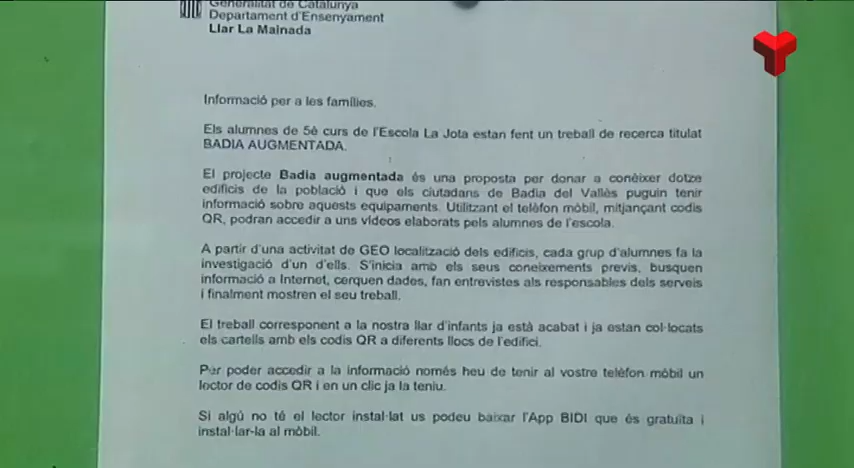 Generalitat de Catalunya
Departament d'Ensenyament
Llar La Mainada
Informació per a les famílies.
Els alumnes de 5è curs de l'Escola La Jota estan fent un treball de recerca titulat
BADIA AUGMENTADA.
El projecte Badia augmentada és una proposta per donar a conèixer dotze
edificis de la població i que els ciutadans de Badia del Vallès puguin tenir
informació sobre aquests equipaments. Utilitzant el telèfon mòbil, mitjançant codis
QR, podran accedir a uns vídeos elaborats pels alumnes de l'escola.
A partir d'una activitat de GEO localització dels edificis, cada grup d'alumnes fa la
investigació d'un d'ells. S'inicia amb els seus coneixements previs, busquen
informació a Internet, cerquen dades, fan entrevistes als responsables dels serveis
i finalment mostren el seu treball.
El treball corresponent a la nostra llar d'infants ja està acabat i ja estan col·locats
els cartells amb els codis QR a diferents llocs de l'edifici.
Per poder accedir a la informació només heu de tenir al vostre telèfon mòbil un
lector de codis QR i en un clic ja la teniu.
Si algú no té el lector instal·lat us podeu baixar l'App BIDI que és gratuïta i
instal·lar-la al mòbil.